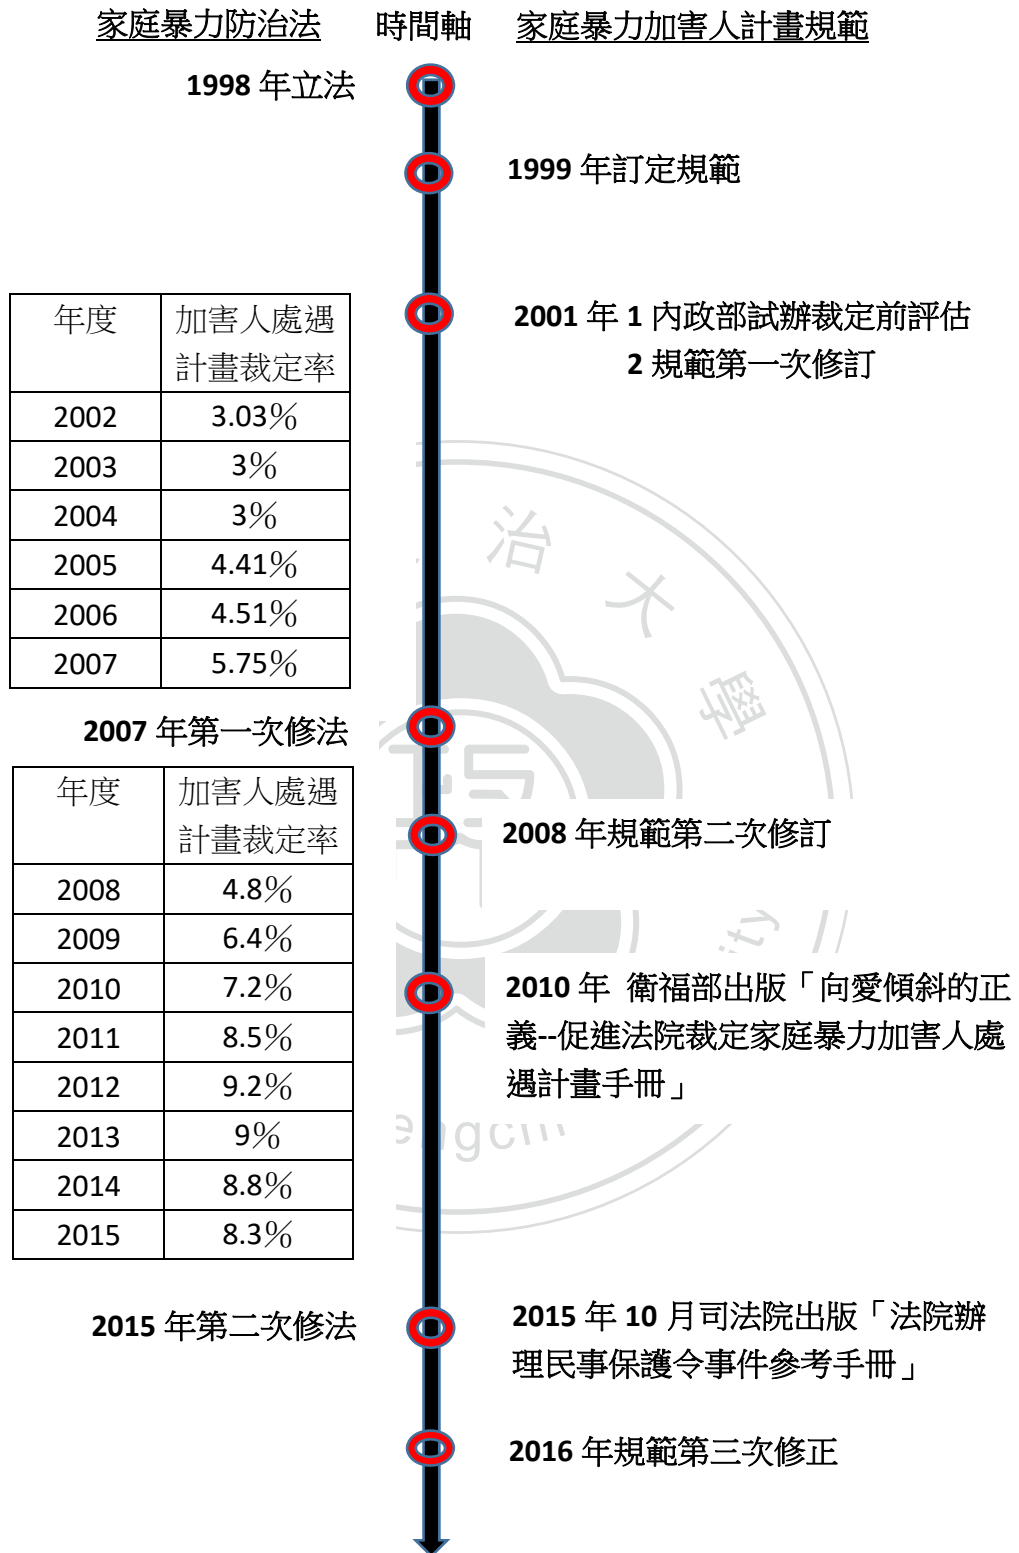 家庭暴力防治法
時間軸
家庭暴力加害人計畫規範
1998 年立法
1999 年訂定規範
2001 年 1 內政部試辦裁定前評估
2 規範第一次修訂
年度 加害人處遇
計畫裁定率
2002 3.03%
2003 3%
2004 3%
2005 4.41%
2006 4.51%
2007 5.75%
2007 年第一次修法
2008 年規範第二次修訂
年度 加害人處遇
計畫裁定率
2008 4.8%
2009 6.4%
2010 7.2%
2011 8.5%
2012 9.2%
2013 9%
2014 8.8%
2015 8.3%
2010 年 衛福部出版「向愛傾斜的正
義--促進法院裁定家庭暴力加害人處
遇計畫手冊」
2015 年第二次修法
2015 年 10 月司法院出版「法院辦
理民事保護令事件參考手冊」
2016 年規範第三次修正
治大學